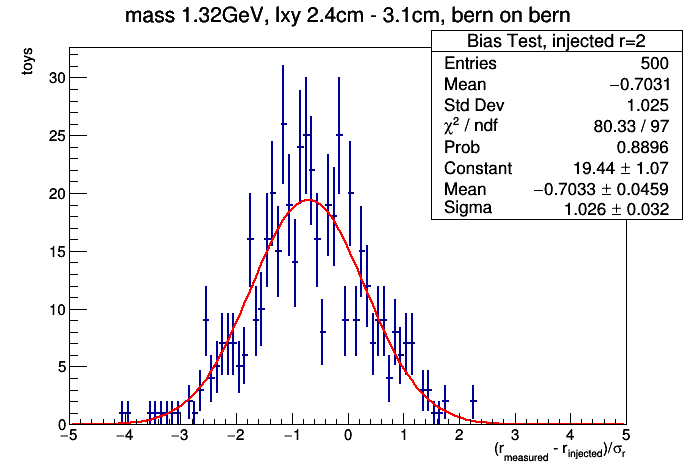 mass 1.32GeV, lxy 2.4cm - 3.1cm, bern on bern
toys
Bias Test, injected r=2
Entries 500
Mean −0.7031
Std Dev 1.025
χ² / ndf 80.33 / 97
Prob 0.8896
Constant 19.44 ± 1.07
Mean −0.7033 ± 0.0459
Sigma 1.026 ± 0.032
30
25
20
15
10
5
0
−5 −4 −3 −2 −1 0 1 2 3 4 5
(r_measured - r_injected)/σ_r